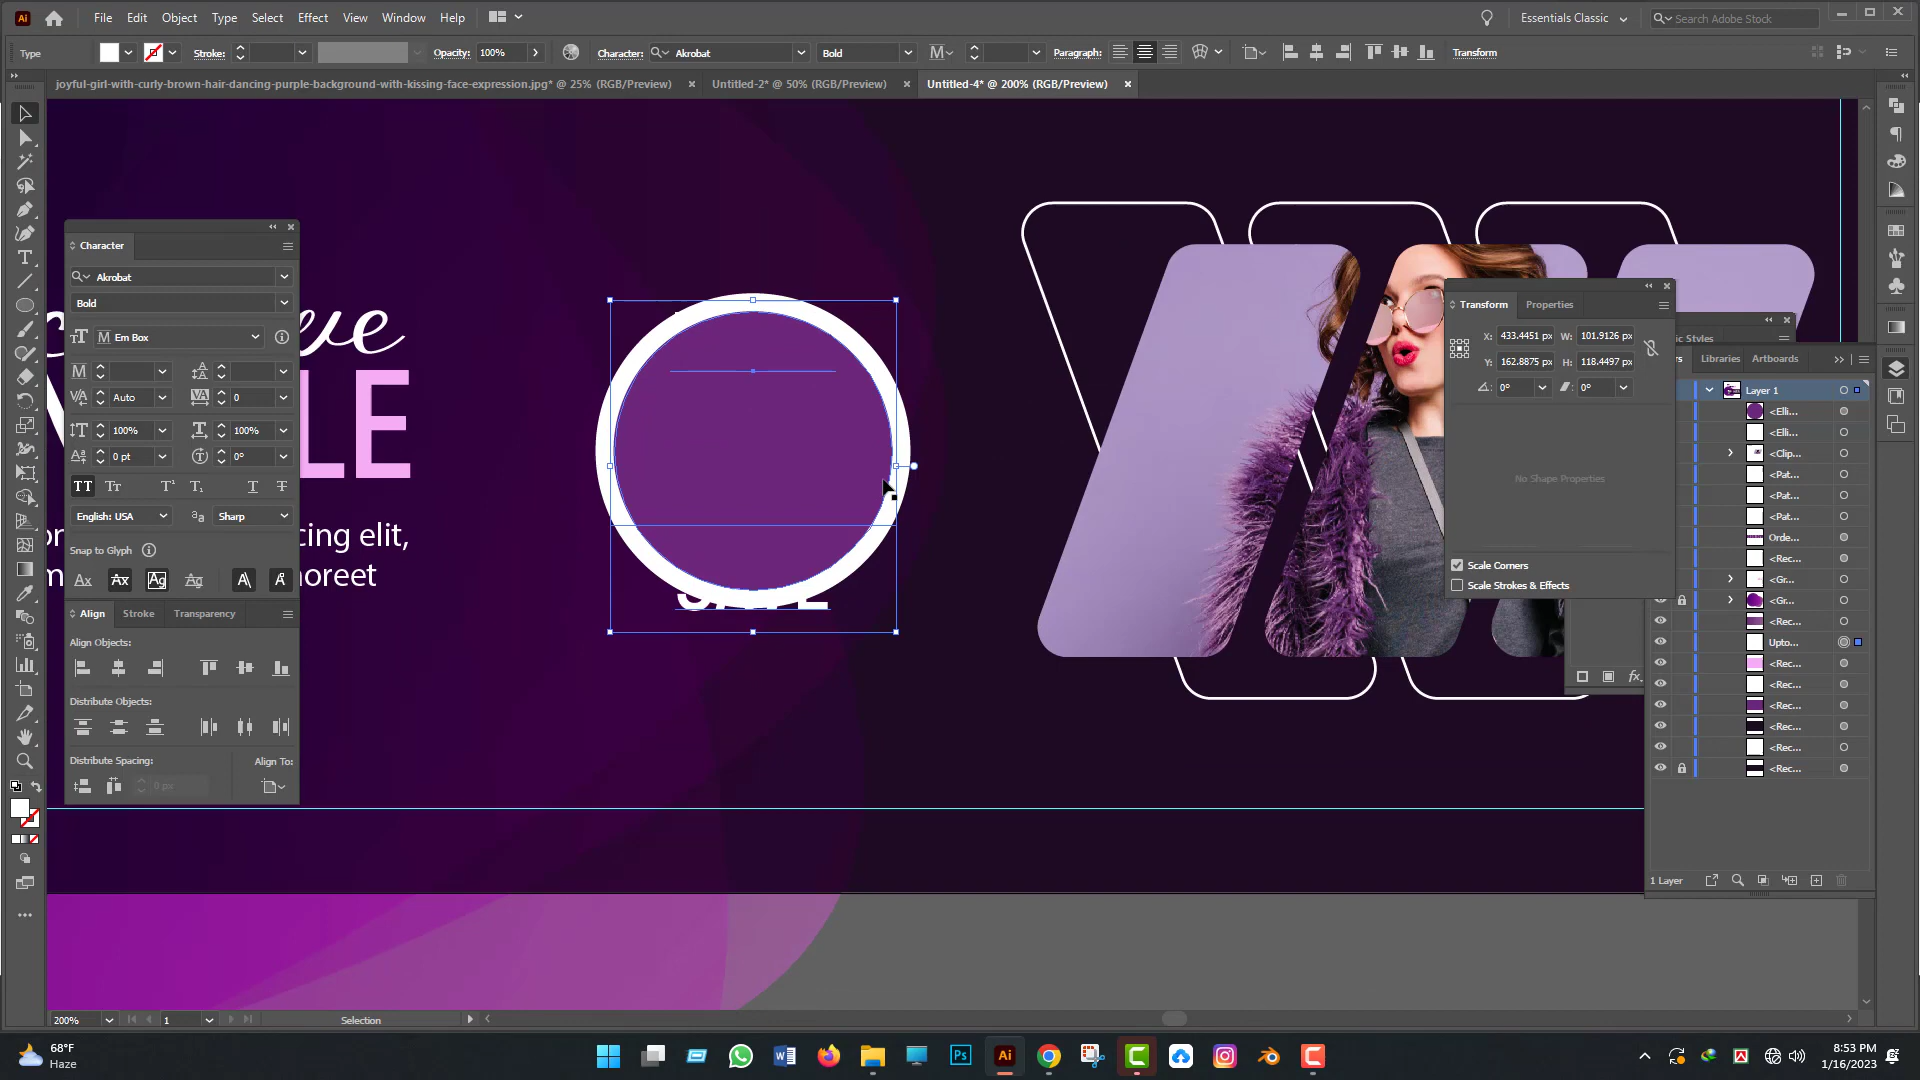 File Edit Object Type Select Effect View Window Help
Essentials Classic
Search Adobe Stock
Type
Stroke:
Opacity: 100%
Character: Akrobat
Bold
Paragraph:
Transform
joyful-girl-with-curly-brown-hair-dancing-purple-background-with-kissing-face-expression.jpg* @ 25% (RGB/Preview)
Untitled-2* @ 50% (RGB/Preview)
Untitled-4* @ 200% (RGB/Preview)
Character
Akrobat
Bold
Em Box
Auto
0
100%
100%
0 pt
0°
English: USA
Sharp
Snap to Glyph
Align Stroke Transparency
Align Objects:
Distribute Objects:
Distribute Spacing:
Align To:
0 px
ve
LE
cing elit,
oreet
Transform Properties
X: 433.4451 px W: 101.9126 px
Y: 162.8875 px H: 118.4497 px
0°
0°
No Shape Properties
Scale Corners
Scale Strokes & Effects
Libraries Artboards
Layer 1
<Elli...
<Elli...
<Clip...
<Pat...
<Pat...
<Pat...
Orde...
<Rec...
<Gr...
<Gr...
<Rec...
Upto...
<Rec...
<Rec...
<Rec...
<Rec...
<Rec...
<Rec...
1 Layer
200%
1
Selection
68°F
Haze
8:53 PM
1/16/2023